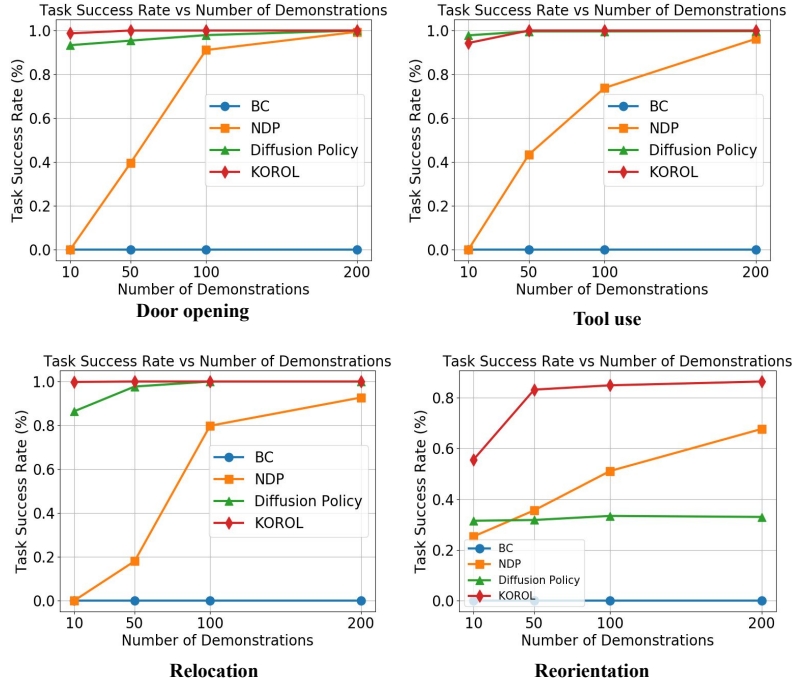 Task Success Rate vs Number of Demonstrations
Task Success Rate (%)
1.0
0.8
0.6
0.4
0.2
0.0
BC
NDP
Diffusion Policy
KOROL
10 50 100 200
Number of Demonstrations
Door opening
Task Success Rate vs Number of Demonstrations
Task Success Rate (%)
1.0
0.8
0.6
0.4
0.2
0.0
BC
NDP
Diffusion Policy
KOROL
10 50 100 200
Number of Demonstrations
Tool use
Task Success Rate vs Number of Demonstrations
Task Success Rate (%)
1.0
0.8
0.6
0.4
0.2
0.0
BC
NDP
Diffusion Policy
KOROL
10 50 100 200
Number of Demonstrations
Relocation
Task Success Rate vs Number of Demonstrations
Task Success Rate (%)
0.8
0.6
0.4
0.2
0.0
BC
NDP
Diffusion Policy
KOROL
10 50 100 200
Number of Demonstrations
Reorientation